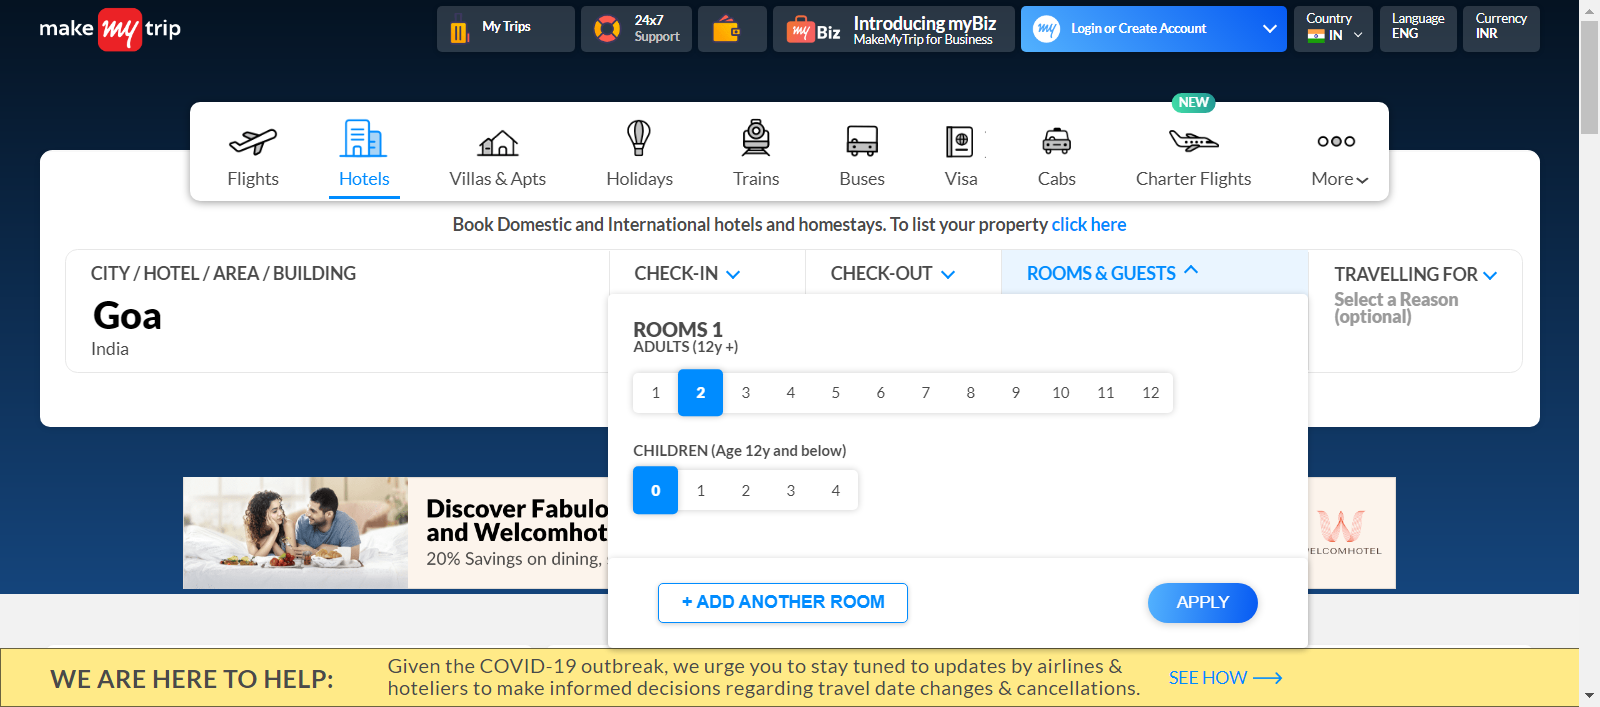 make my trip
My Trips
24x7
Support
my Biz
Introducing myBiz
MakeMyTrip for Business
my
Login or Create Account
Country
IN
Language
ENG
Currency
INR
NEW
Flights
Hotels
Villas & Apts
Holidays
Trains
Buses
Visa
Cabs
Charter Flights
More
Book Domestic and International hotels and homestays. To list your property click here
CITY / HOTEL / AREA / BUILDING
Goa
India
CHECK-IN
CHECK-OUT
ROOMS & GUESTS
TRAVELLING FOR
Select a Reason
(optional)
ROOMS 1
ADULTS (12y +)
1 2 3 4 5 6 7 8 9 10 11 12
CHILDREN (Age 12y and below)
0 1 2 3 4
+ ADD ANOTHER ROOM
APPLY
Discover Fabulo
and Welcomhot
20% Savings on dining, s
ELCOMHOTEL
WE ARE HERE TO HELP:
Given the COVID-19 outbreak, we urge you to stay tuned to updates by airlines &
hoteliers to make informed decisions regarding travel date changes & cancellations.
SEE HOW